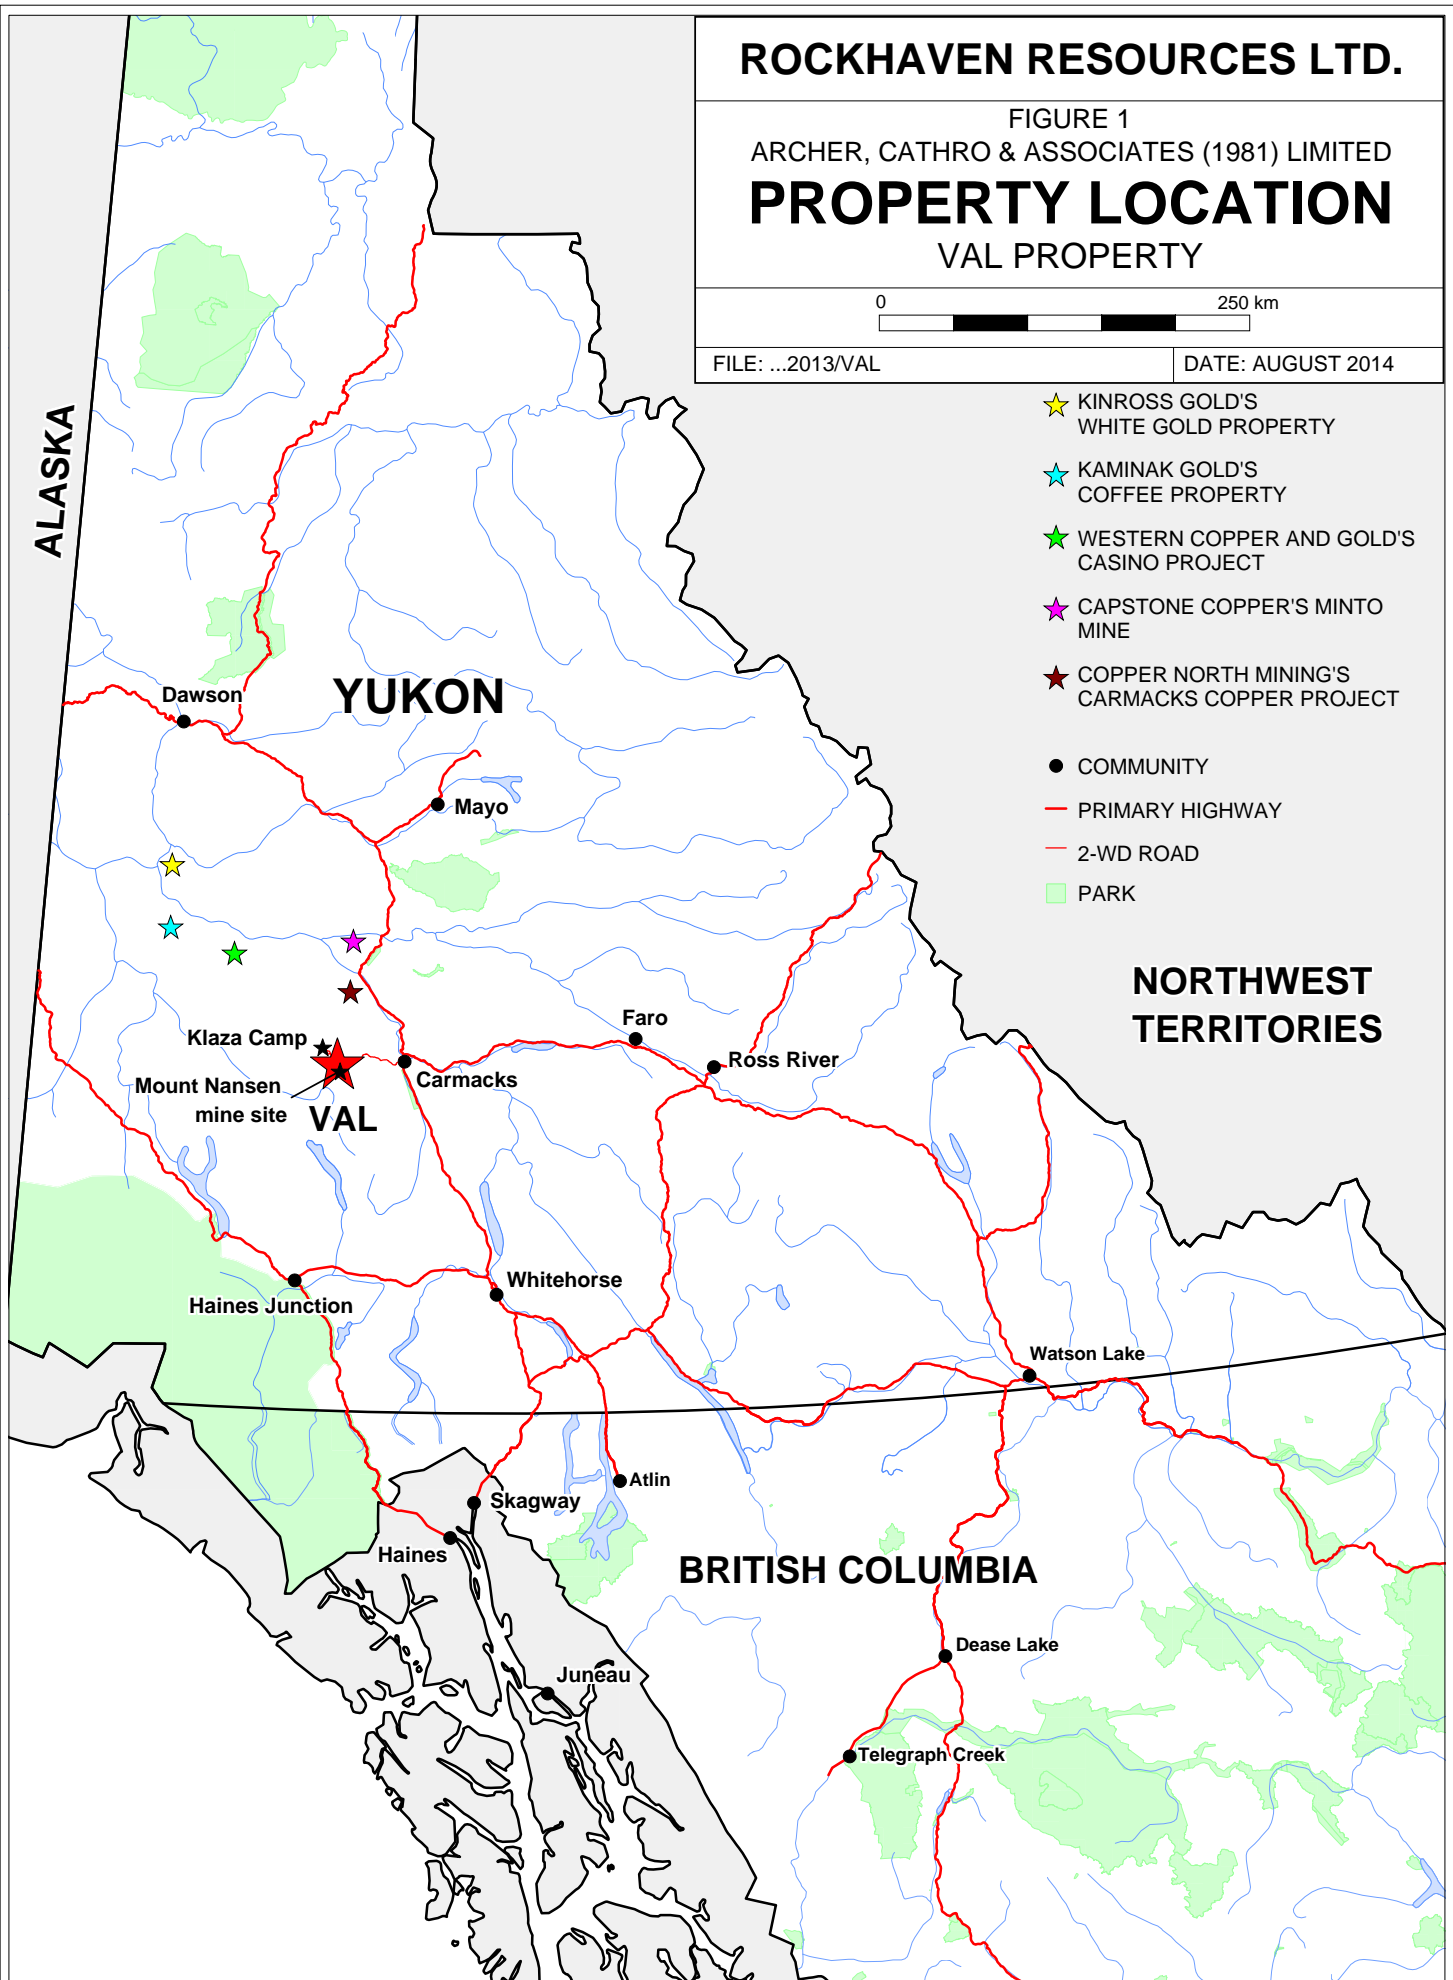 ROCKHAVEN RESOURCES LTD.
FIGURE 1
ARCHER, CATHRO & ASSOCIATES (1981) LIMITED
PROPERTY LOCATION
VAL PROPERTY
0 250 km
FILE: ...2013/VAL DATE: AUGUST 2014
KINROSS GOLD'S
WHITE GOLD PROPERTY
KAMINAK GOLD'S
COFFEE PROPERTY
WESTERN COPPER AND GOLD'S
CASINO PROJECT
CAPSTONE COPPER'S MINTO
MINE
COPPER NORTH MINING'S
CARMACKS COPPER PROJECT
COMMUNITY
PRIMARY HIGHWAY
2-WD ROAD
PARK
ALASKA
YUKON
Dawson
Mayo
NORTHWEST
TERRITORIES
Klaza Camp
Faro
Ross River
Carmacks
Mount Nansen
mine site
VAL
Whitehorse
Haines Junction
Watson Lake
Atlin
Skagway
Haines
BRITISH COLUMBIA
Dease Lake
Juneau
Telegraph Creek